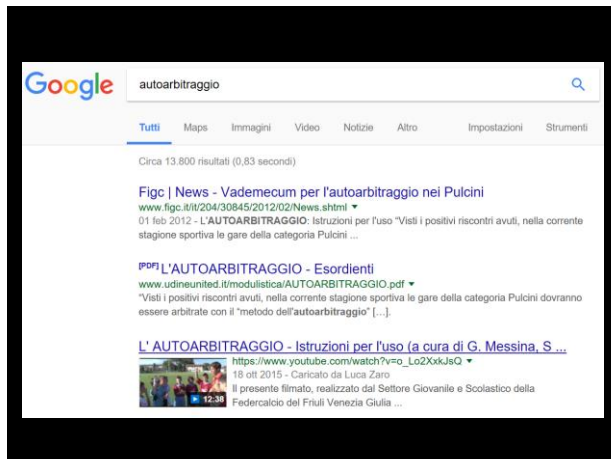 Google autoarbitraggio
Tutti Maps Immagini Video Notizie Altro Impostazioni Strumenti
Circa 13.800 risultati (0,83 secondi)
Figc | News - Vademecum per l'autoarbitraggio nei Pulcini
www.figc.it/it/204/30845/2012/02/News.shtml
01 feb 2012 - L'AUTOARBITRAGGIO: Istruzioni per l'uso "Visti i positivi riscontri avuti, nella corrente
stagione sportiva le gare della categoria Pulcini ...
[PDF] L'AUTOARBITRAGGIO - Esordienti
www.udineunited.it/modulistica/AUTOARBITRAGGIO.pdf
"Visti i positivi riscontri avuti, nella corrente stagione sportiva le gare della categoria Pulcini dovranno
essere arbitrate con il "metodo dell'autoarbitraggio" [...].
L' AUTOARBITRAGGIO - Istruzioni per l'uso (a cura di G. Messina, S ...
https://www.youtube.com/watch?v=o_Lo2XxkJsQ
18 ott 2015 - Caricato da Luca Zaro
Il presente filmato, realizzato dal Settore Giovanile e Scolastico della
12:38 Federcalcio del Friuli Venezia Giulia ...